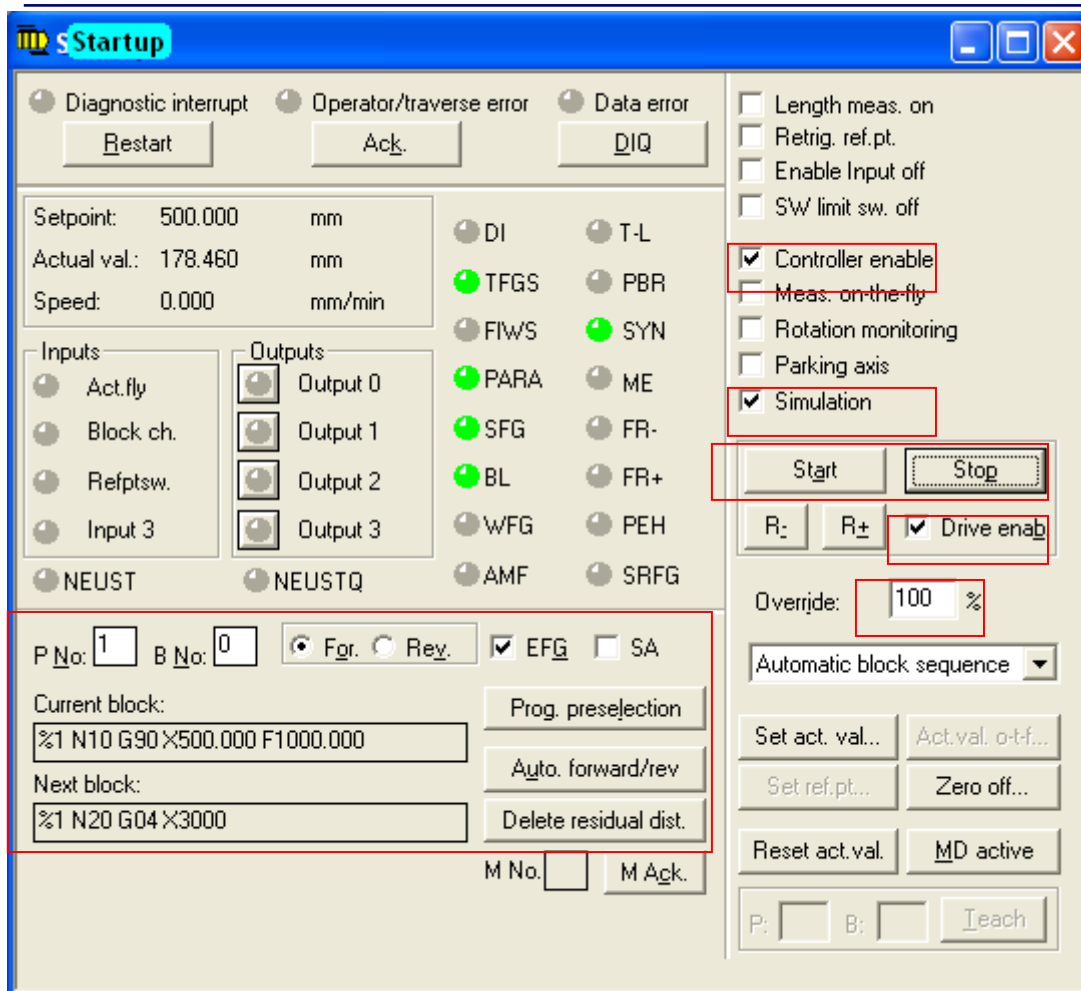 S Startup
Diagnostic interrupt Operator/traverse error Data error
Restart Ack. DIQ
Setpoint: 500.000 mm
Actual val.: 178.460 mm
Speed: 0.000 mm/min
DI T-L
TFGS PBR
FIWS SYN
PARA ME
SFG FR-
BL FR+
WFG PEH
AMF SRFG
Inputs
Act.fly
Block ch.
Refptsw.
Input 3
NEUST
Outputs
Output 0
Output 1
Output 2
Output 3
NEUSTQ
P No: 1 B No: 0 For. Rev. EFG SA
Current block:
%1 N10 G90 X500.000 F1000.000
Next block:
%1 N20 G04 X3000
Prog. preselection
Auto. forward/rev
Delete residual dist.
M No. M Ack.
Length meas. on
Retrig. ref.pt.
Enable Input off
SW limit sw. off
Controller enable
Meas. on-the-fly
Rotation monitoring
Parking axis
Simulation
Start Stop
R- R+ Drive enab
Override: 100 %
Automatic block sequence
Set act. val... Act.val. o-t-f...
Set ref.pt... Zero off...
Reset act.val. MD active
P: B: Teach